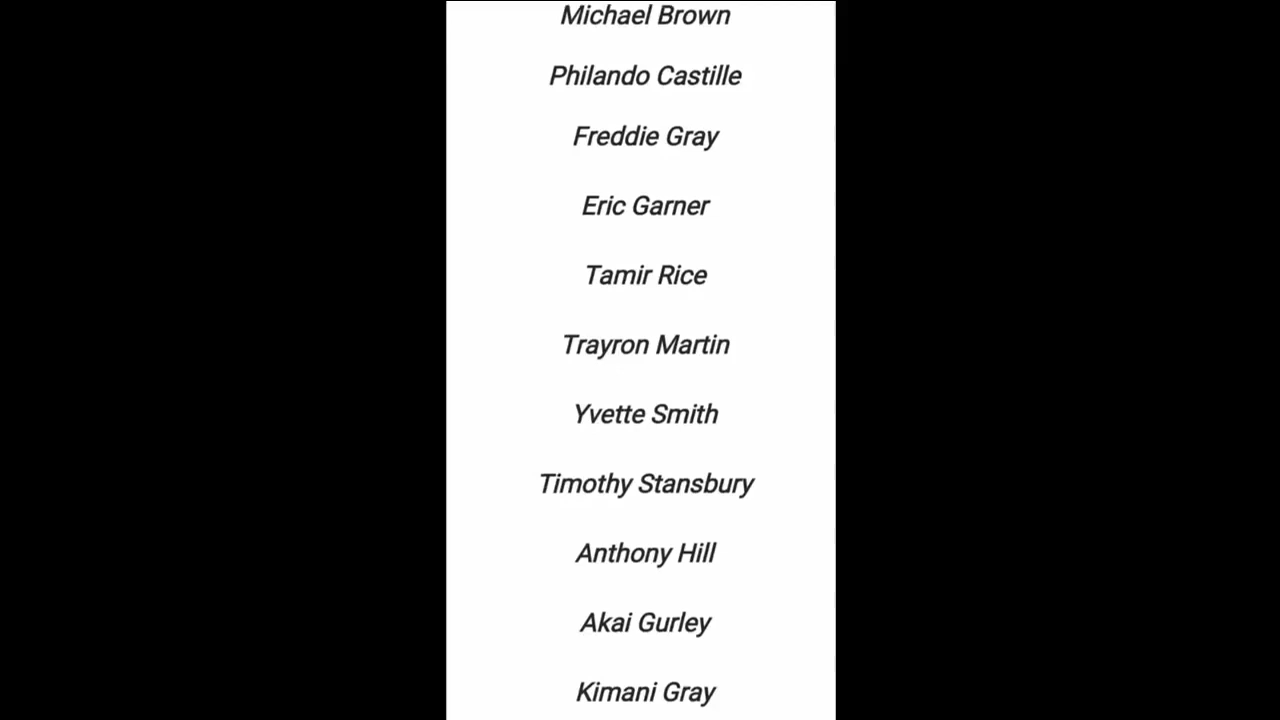 Michael Brown
Philando Castille
Freddie Gray
Eric Garner
Tamir Rice
Trayron Martin
Yvette Smith
Timothy Stansbury
Anthony Hill
Akai Gurley
Kimani Gray